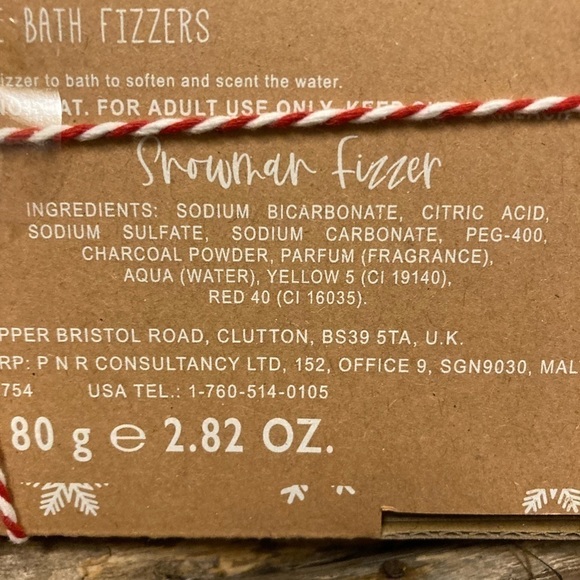 BATH FIZZERS
izzer to bath to soften and scent the water.
AT. FOR ADULT USE ONLY.
Snowman Fizzer
INGREDIENTS: SODIUM BICARBONATE, CITRIC ACID,
SODIUM SULFATE, SODIUM CARBONATE, PEG-400,
CHARCOAL POWDER, PARFUM (FRAGRANCE),
AQUA (WATER), YELLOW 5 (CI 19140),
RED 40 (CI 16035).
PPER BRISTOL ROAD, CLUTTON, BS39 5TA, U.K.
RP: P N R CONSULTANCY LTD, 152, OFFICE 9, SGN9030, MAL
754 USA TEL.: 1-760-514-0105
80 g e 2.82 OZ.